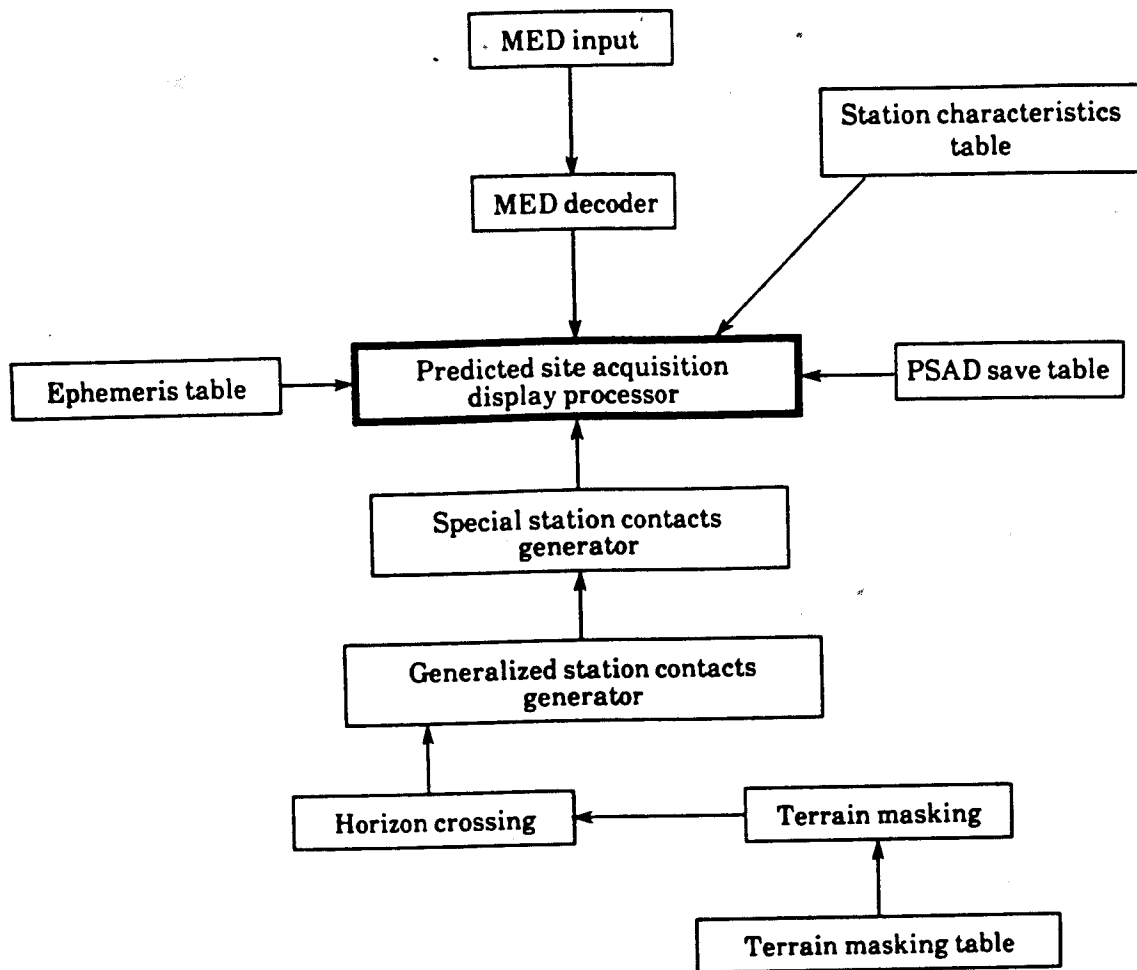 MED input
Station characteristics
table
MED decoder
Predicted site acquisition
display processor
Ephemeris table
PSAD save table
Special station contacts
generator
Generalized station contacts
generator
Horizon crossing
Terrain masking
Terrain masking table